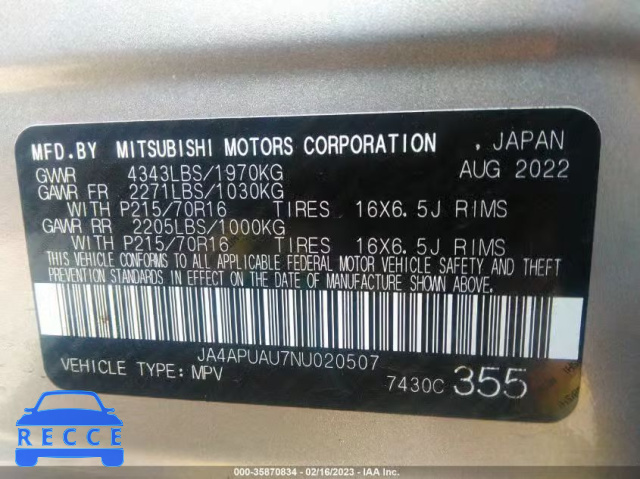 MFD.BY MITSUBISHI MOTORS CORPORATION , JAPAN
GVWR 4343LBS/1970KG AUG 2022
GAWR FR 2271LBS/1030KG
WITH P215/70R16 TIRES 16X6.5J RIMS
GAWR RR 2205LBS/1000KG
WITH P215/70R16 TIRES 16X6.5J RIMS
THIS VEHICLE CONFORMS TO ALL APPLICABLE FEDERAL MOTOR VEHICLE SAFETY AND THEFT
PREVENTION STANDARDS IN EFFECT ON THE DATE OF MANUFACTURE SHOWN ABOVE.
JA4APUAU7NU020507
VEHICLE TYPE: MPV 7430C 355
RECCE
000-35870834 - 02/16/2023 - IAA Inc.